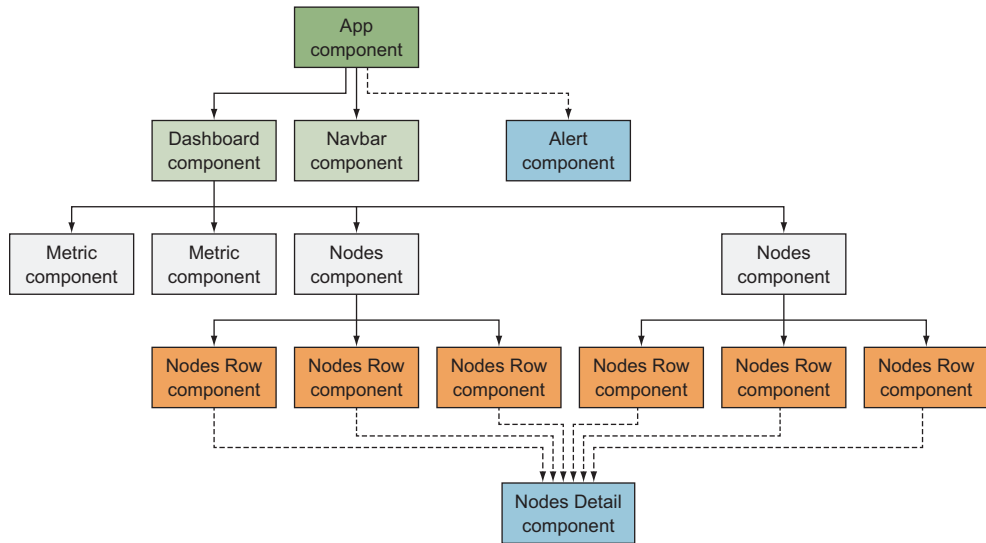 App
component
Dashboard
component
Navbar
component
Alert
component
Metric
component
Metric
component
Nodes
component
Nodes
component
Nodes Row
component
Nodes Row
component
Nodes Row
component
Nodes Row
component
Nodes Row
component
Nodes Row
component
Nodes Detail
component